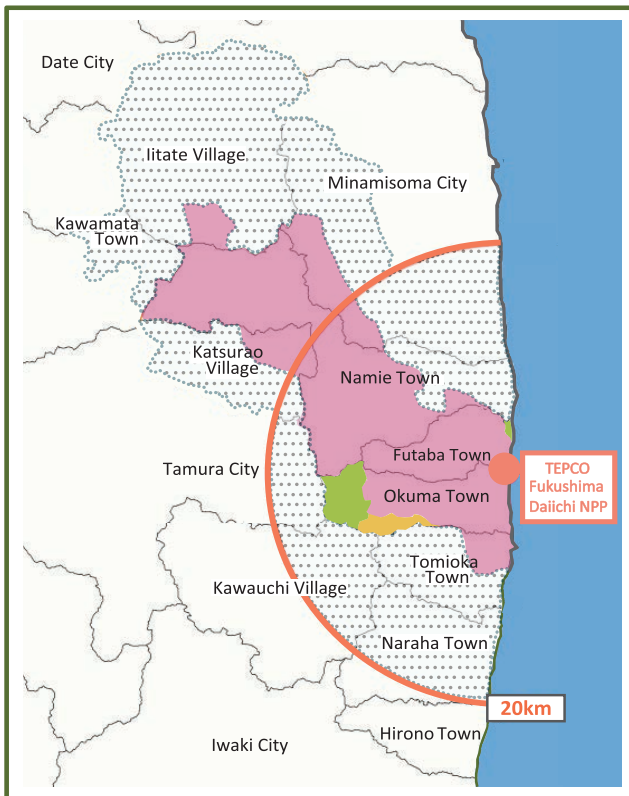 Date City
Iitate Village
Minamisoma City
Kawamata
Town
Katsurao
Village
Namie Town
Futaba Town
TEPCO
Fukushima
Daiichi NPP
Tamura City
Okuma Town
Tomioka
Town
Kawauchi Village
Naraha Town
20km
Hirono Town
Iwaki City